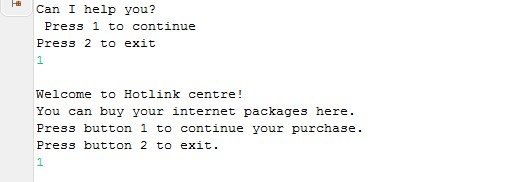 Can I help you?
Press 1 to continue
Press 2 to exit
1
Welcome to Hotlink centre!
You can buy your internet packages here.
Press button 1 to continue your purchase.
Press button 2 to exit.
1